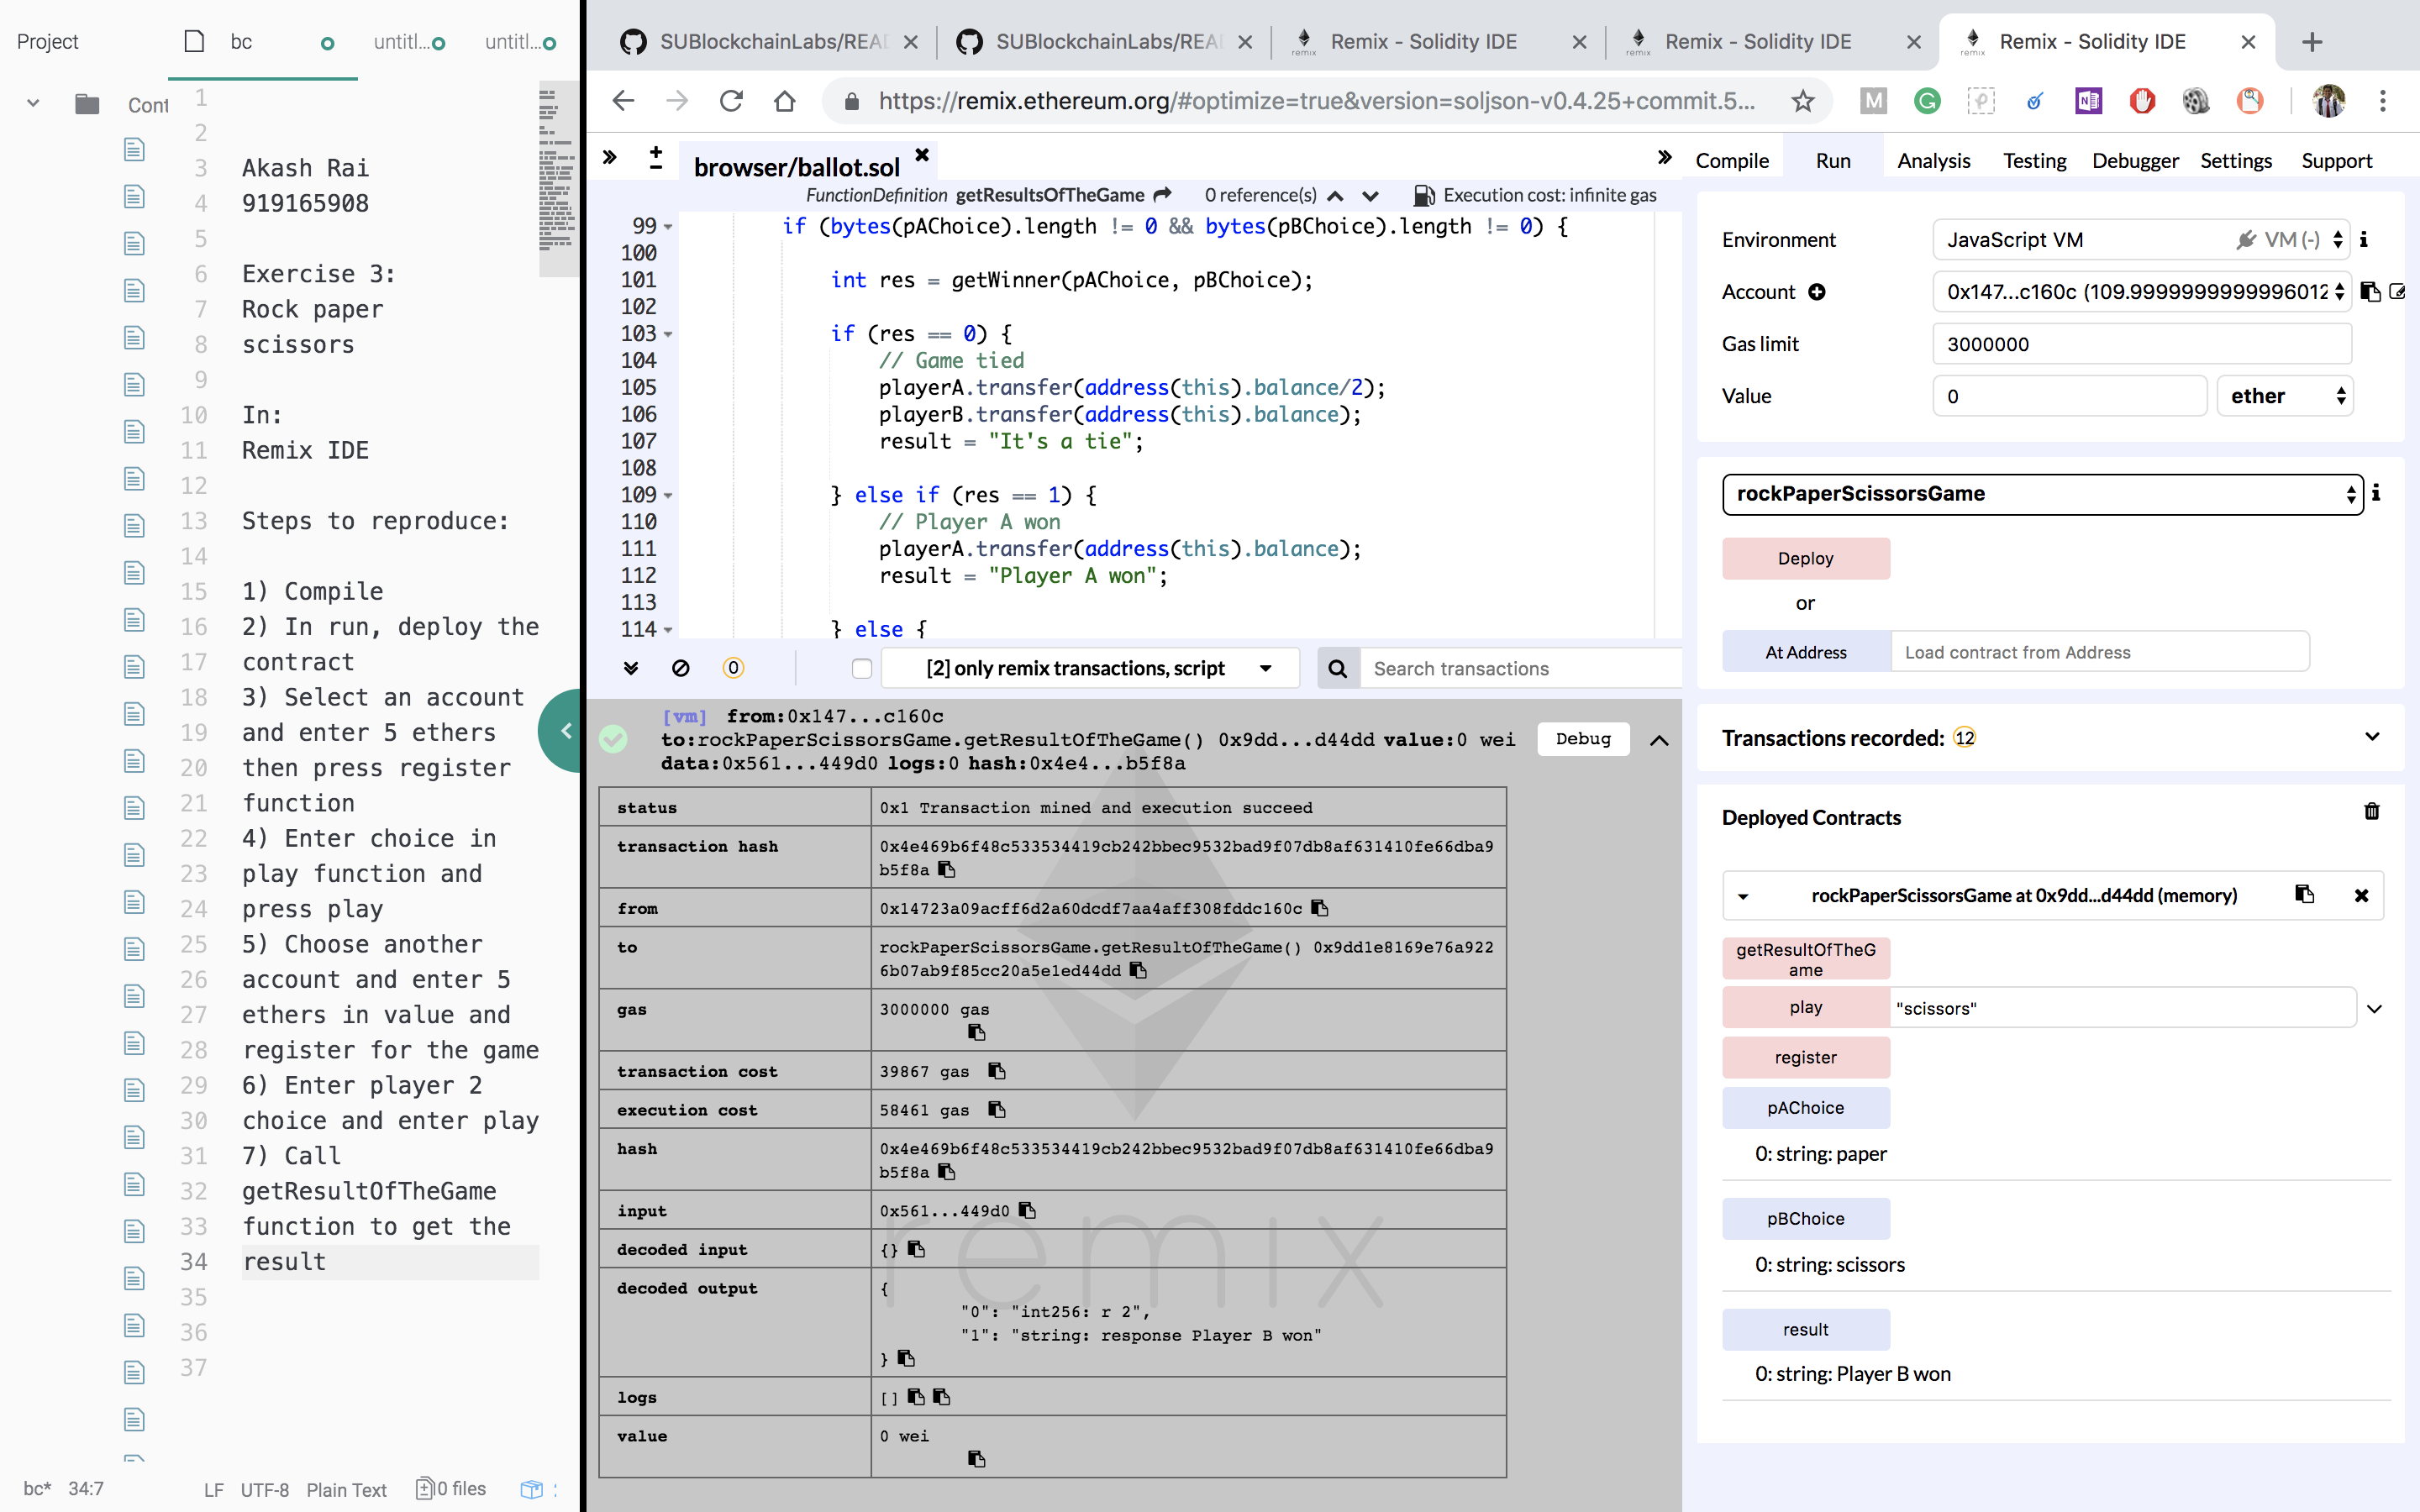 Project
bc
untitl...
untitl...
Cont
1
2
3 Akash Rai
4 919165908
5
6 Exercise 3:
7 Rock paper
8 scissors
9
10 In:
11 Remix IDE
12
13 Steps to reproduce:
14
15 1) Compile
16 2) In run, deploy the
17 contract
18 3) Select an account
19 and enter 5 ethers
20 then press register
21 function
22 4) Enter choice in
23 play function and
24 press play
25 5) Choose another
26 account and enter 5
27 ethers in value and
28 register for the game
29 6) Enter player 2
30 choice and enter play
31 7) Call
32 getResultOfTheGame
33 function to get the
34 result
35
36
37
bc* 34:7 LF UTF-8 Plain Text 0 files
SUBlockchainLabs/READ
SUBlockchainLabs/REA
Remix - Solidity IDE
Remix - Solidity IDE
Remix - Solidity IDE
https://remix.ethereum.org/#optimize=true&version=soljson-v0.4.25+commit.5...
browser/ballot.sol
FunctionDefinition getResultsOfTheGame 0 reference(s) Execution cost: infinite gas
99 if (bytes(pAChoice).length != 0 && bytes(pBChoice).length != 0) {
100
101 int res = getWinner(pAChoice, pBChoice);
102
103 if (res == 0) {
104 // Game tied
105 playerA.transfer(address(this).balance/2);
106 playerB.transfer(address(this).balance);
107 result = "It's a tie";
108
109 } else if (res == 1) {
110 // Player A won
111 playerA.transfer(address(this).balance);
112 result = "Player A won";
113
114 } else {
0 [2] only remix transactions, script Search transactions
[vm] from:0x147...c160c
to:rockPaperScissorsGame.getResultOfTheGame() 0x9dd...d44dd value:0 wei
data:0x561...449d0 logs:0 hash:0x4e4...b5f8a
Debug
status 0x1 Transaction mined and execution succeed
transaction hash 0x4e469b6f48c533534419cb242bbec9532bad9f07db8af631410fe66dba9
b5f8a
from 0x14723a09acff6d2a60dcdf7aa4aff308fddc160c
to rockPaperScissorsGame.getResultOfTheGame() 0x9dd1e8169e76a922
6b07ab9f85cc20a5e1ed44dd
gas 3000000 gas
transaction cost 39867 gas
execution cost 58461 gas
hash 0x4e469b6f48c533534419cb242bbec9532bad9f07db8af631410fe66dba9
b5f8a
input 0x561...449d0
decoded input {}
decoded output {
"0": "int256: r 2",
"1": "string: response Player B won"
}
logs []
value 0 wei
remix
Compile Run Analysis Testing Debugger Settings Support
Environment JavaScript VM VM (-)
Account 0x147...c160c (109.9999999999996012
Gas limit 3000000
Value 0 ether
rockPaperScissorsGame
Deploy
or
At Address Load contract from Address
Transactions recorded: 12
Deployed Contracts
rockPaperScissorsGame at 0x9dd...d44dd (memory)
getResultOfTheG
ame
play "scissors"
register
pAChoice
0: string: paper
pBChoice
0: string: scissors
result
0: string: Player B won